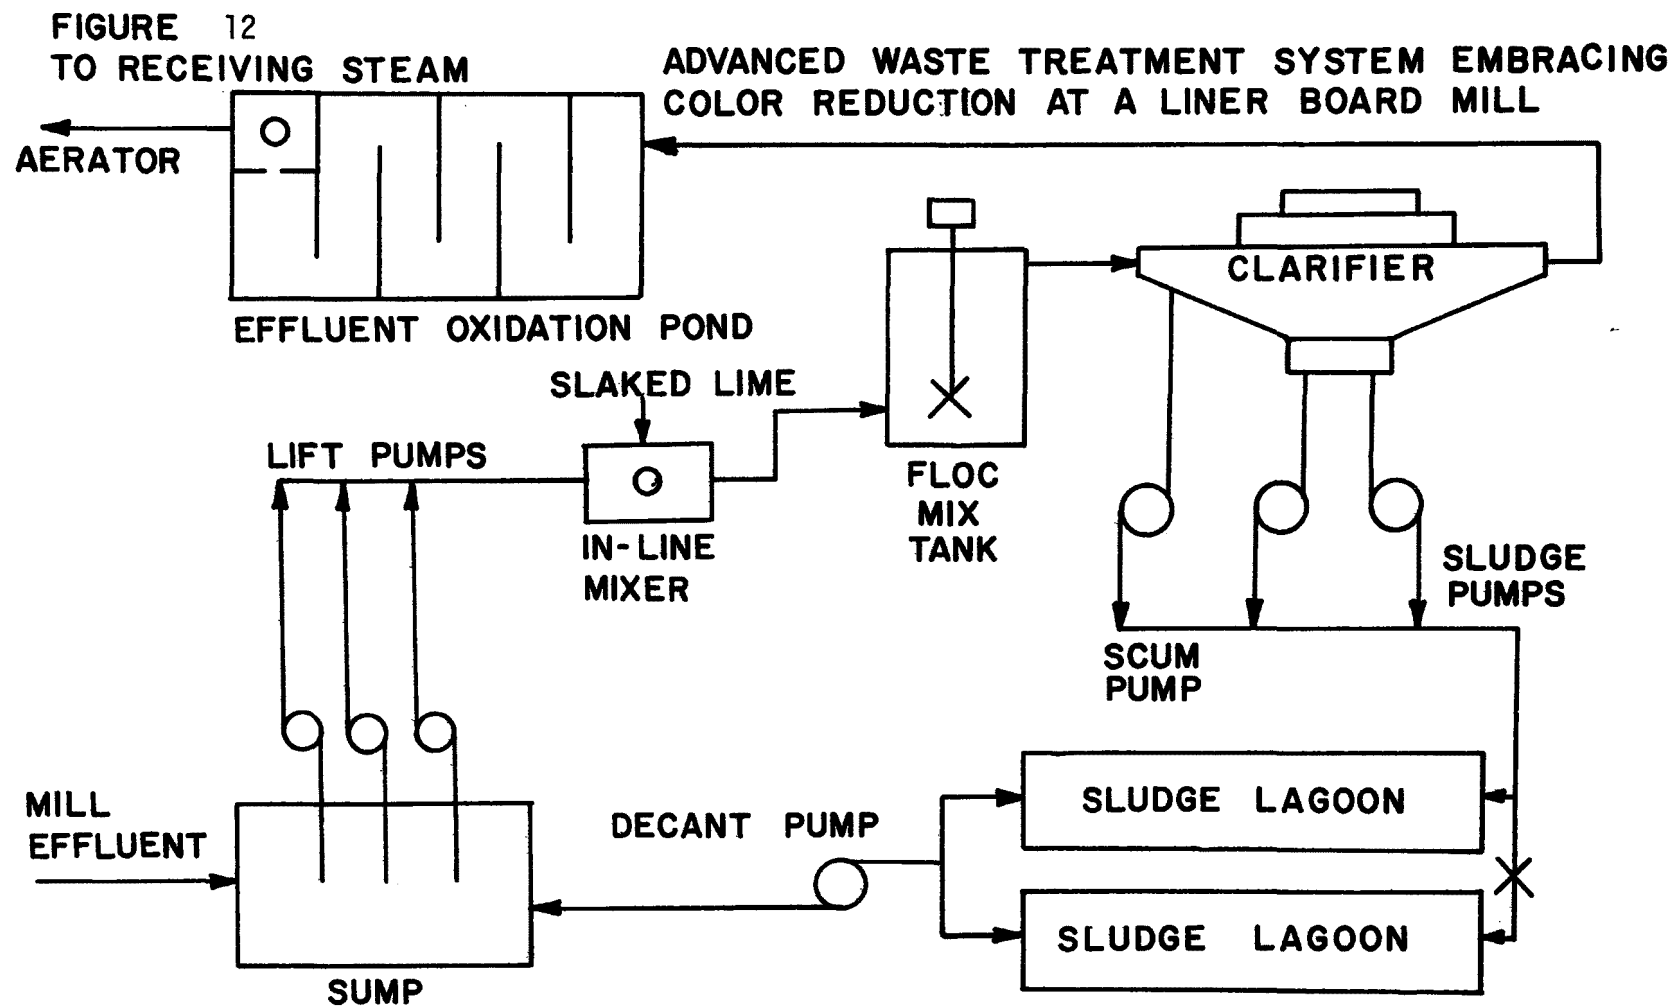 FIGURE 12
TO RECEIVING STEAM
ADVANCED WASTE TREATMENT SYSTEM EMBRACING
COLOR REDUCTION AT A LINER BOARD MILL
AERATOR
CLARIFIER
EFFLUENT OXIDATION POND
SLAKED LIME
LIFT PUMPS
FLOC
MIX
TANK
IN-LINE
MIXER
SLUDGE
PUMPS
SCUM
PUMP
MILL
EFFLUENT
DECANT PUMP
SLUDGE LAGOON
SLUDGE LAGOON
SUMP